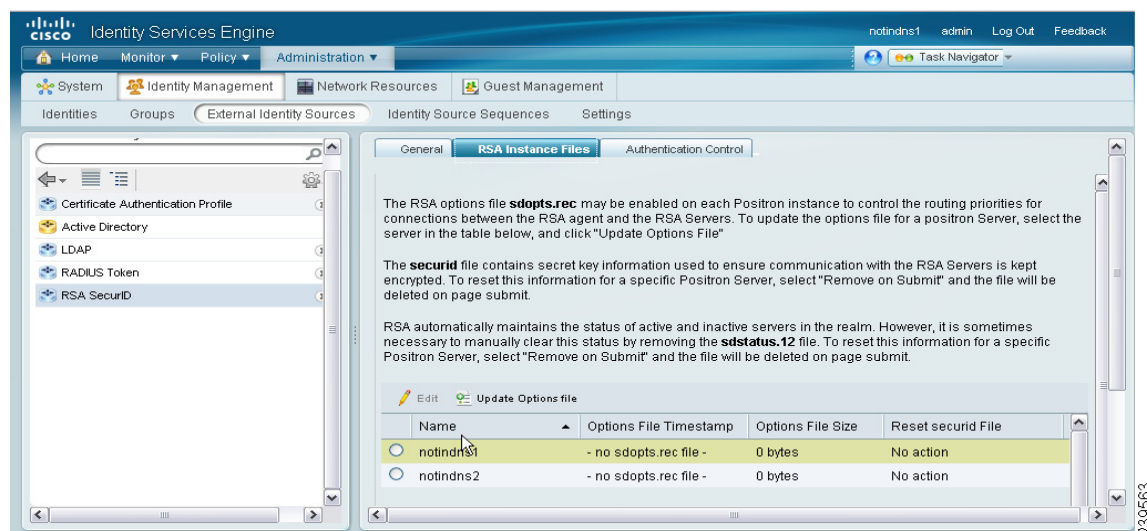 cisco Identity Services Engine
notindns1 admin Log Out Feedback
Home Monitor Policy Administration
Task Navigator
System Identity Management Network Resources Guest Management
Identities Groups External Identity Sources Identity Source Sequences Settings
General RSA Instance Files Authentication Control
Certificate Authentication Profile
Active Directory
LDAP
RADIUS Token
RSA SecurID
The RSA options file sdopts.rec may be enabled on each Positron instance to control the routing priorities for
connections between the RSA agent and the RSA Servers. To update the options file for a positron Server, select the
server in the table below, and click "Update Options File"
The securid file contains secret key information used to ensure communication with the RSA Servers is kept
encrypted. To reset this information for a specific Positron Server, select "Remove on Submit" and the file will be
deleted on page submit.
RSA automatically maintains the status of active and inactive servers in the realm. However, it is sometimes
necessary to manually clear this status by removing the sdstatus.12 file. To reset this information for a specific
Positron Server, select "Remove on Submit" and the file will be deleted on page submit.
Edit Update Options file
Name Options File Timestamp Options File Size Reset securid File
notindns1 - no sdopts.rec file - 0 bytes No action
notindns2 - no sdopts.rec file - 0 bytes No action
239563